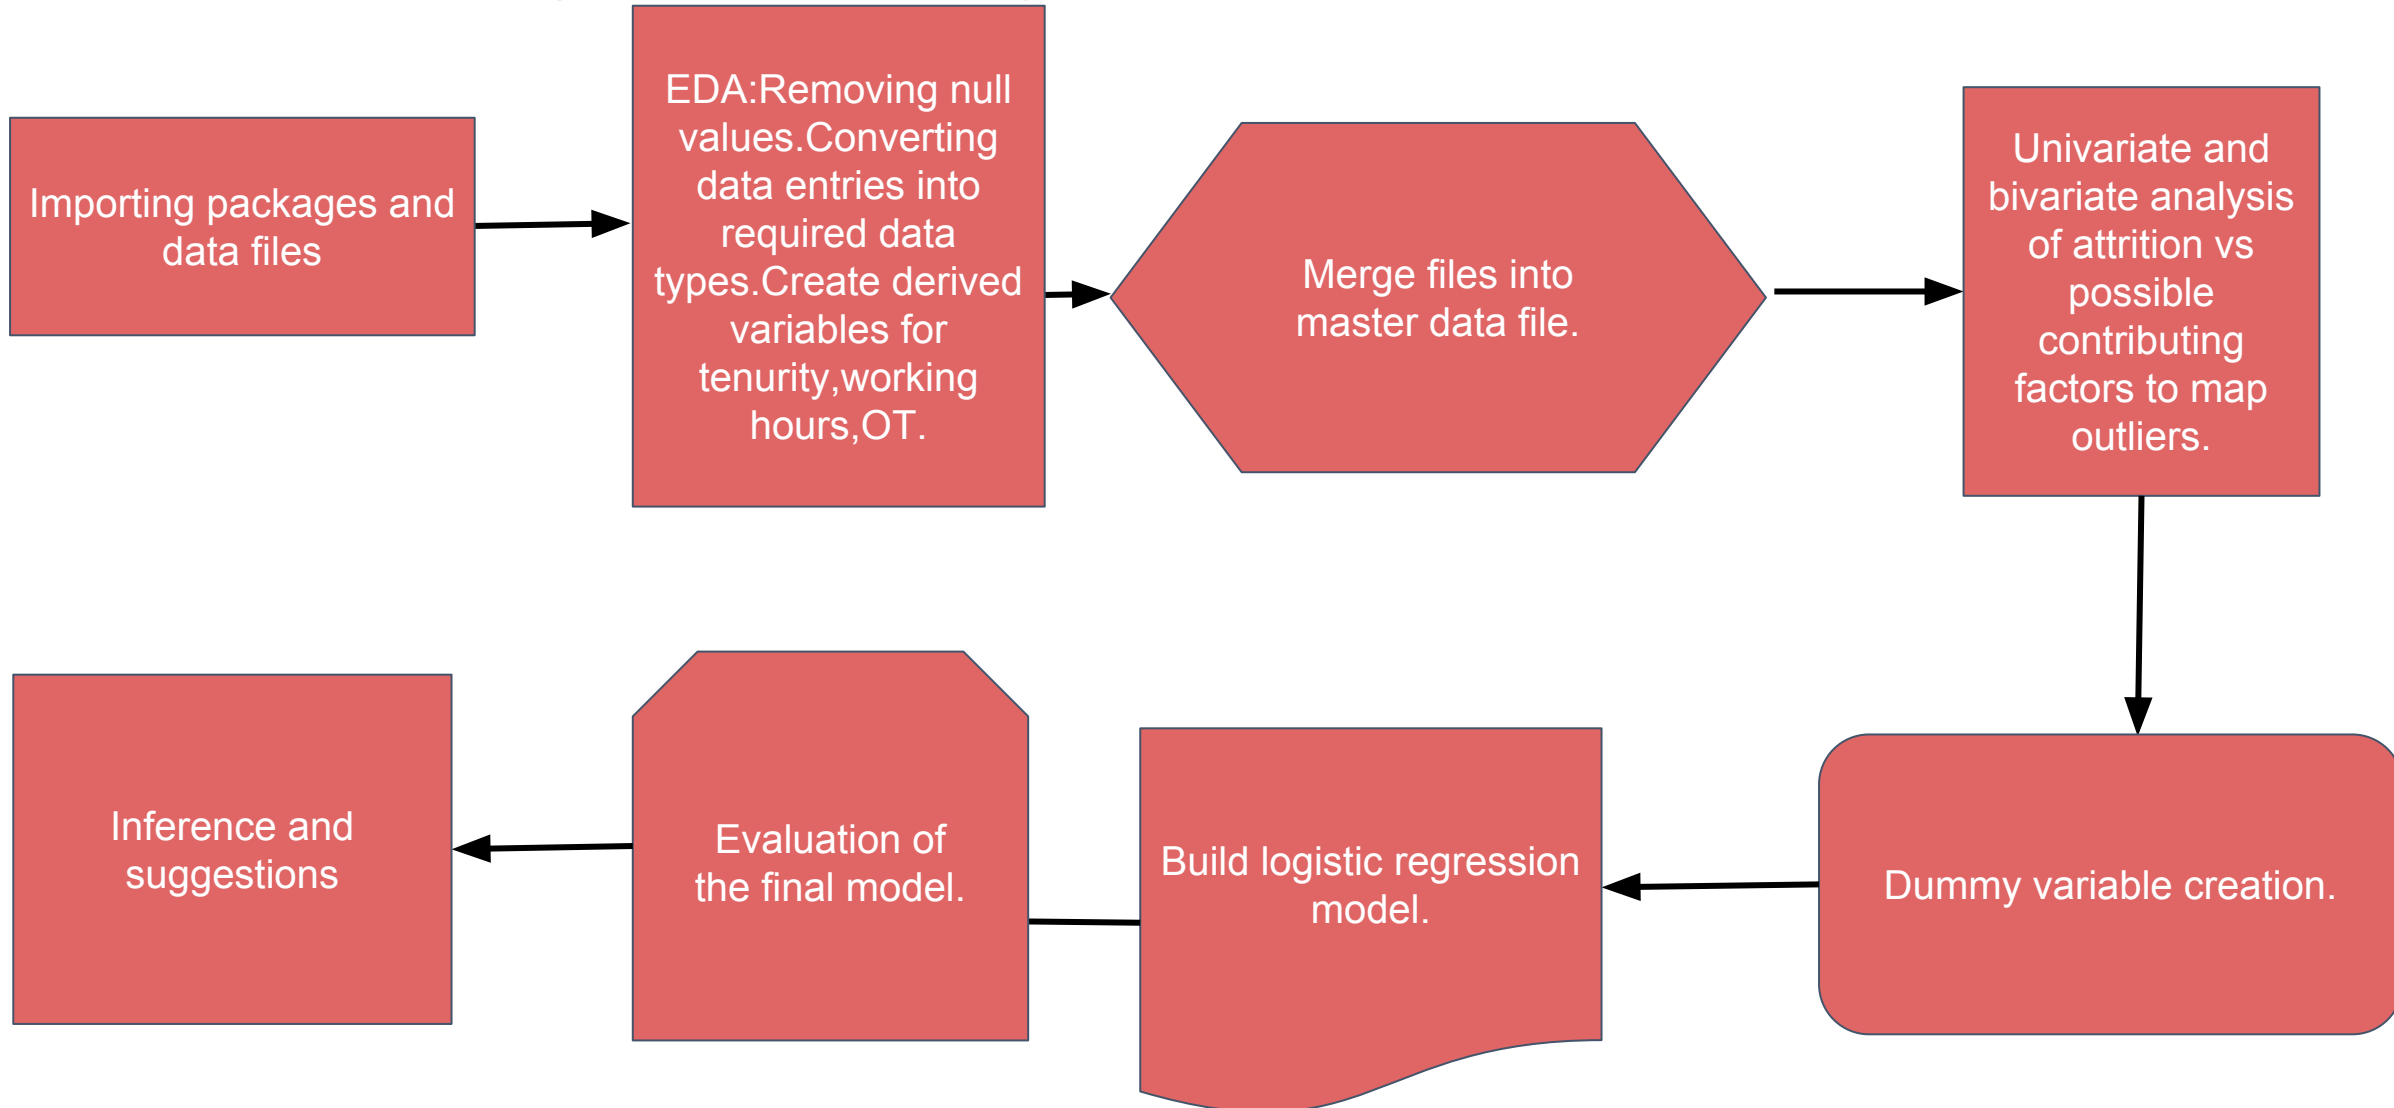 Importing packages and
data files
EDA:Removing null
values.Converting
data entries into
required data
types.Create derived
variables for
tenurity,working
hours,OT.
Merge files into
master data file.
Univariate and
bivariate analysis
of attrition vs
possible
contributing
factors to map
outliers.
Dummy variable creation.
Build logistic regression
model.
Evaluation of
the final model.
Inference and
suggestions